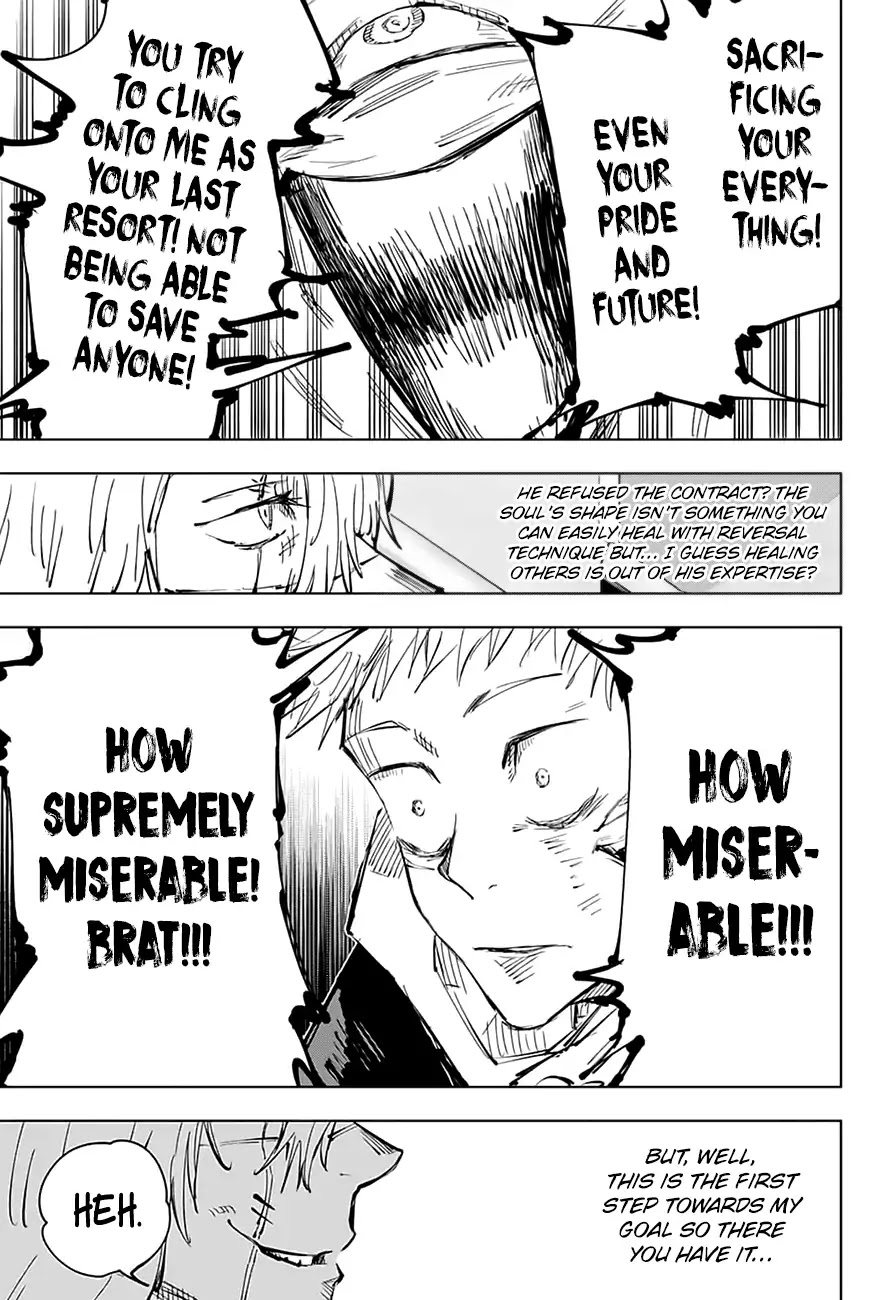 SACRI-
FICING
YOUR
EVERY-
THING!
EVEN
YOUR
PRIDE
AND
FUTURE!
YOU TRY
TO CLING
ONTO ME AS
YOUR LAST
RESORT! NOT
BEING ABLE
TO SAVE
ANYONE!
HE REFUSED THE CONTRACT? THE
SOUL'S SHAPE ISN'T SOMETHING YOU
CAN EASILY HEAL WITH REVERSAL
TECHNIQUE BUT... I GUESS HEALING
OTHERS IS OUT OF HIS EXPERTISE?
HOW
MISER-
ABLE!!!
HOW
SUPREMELY
MISERABLE!
BRAT!!!
BUT, WELL,
THIS IS THE FIRST
STEP TOWARDS MY
GOAL SO THERE
YOU HAVE IT...
HEH.